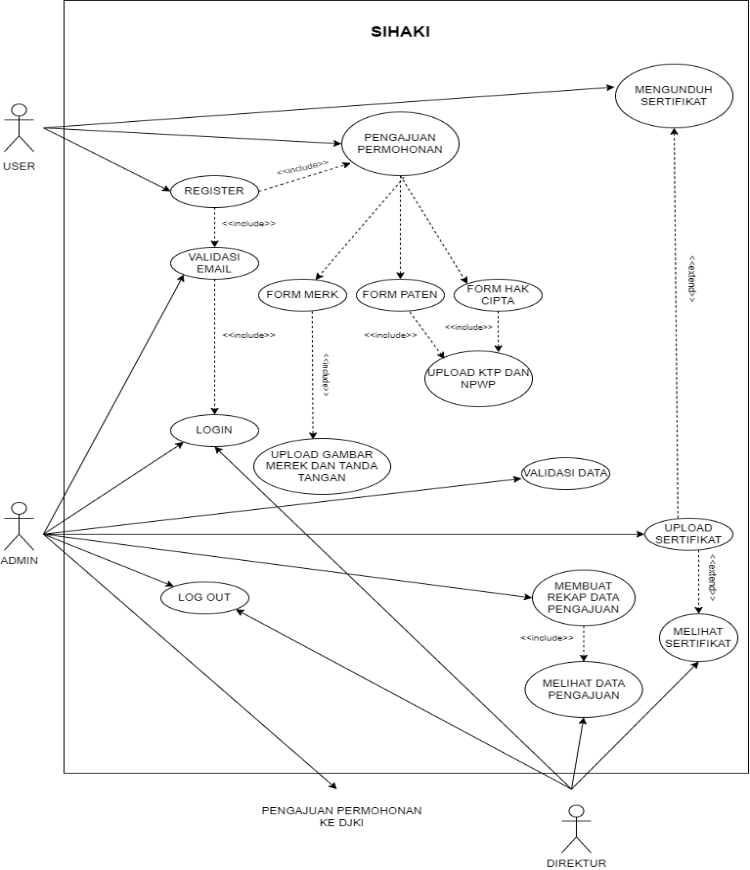 SIHAKI
MENGUNDUH
SERTIFIKAT
USER
PENGAJUAN
PERMOHONAN
<<include>>
REGISTER
<<include>>
VALIDASI
EMAIL
<<extend>>
FORM MERK
FORM PATEN
FORM HAK
CIPTA
<<include>>
<<include>>
<<include>>
<<include>>
UPLOAD KTP DAN
NPWP
LOGIN
UPLOAD GAMBAR
MEREK DAN TANDA
TANGAN
VALIDASI DATA
ADMIN
UPLOAD
SERTIFIKAT
<<extend>>
LOG OUT
MEMBUAT
REKAP DATA
PENGAJUAN
<<include>>
MELIHAT
SERTIFIKAT
MELIHAT DATA
PENGAJUAN
PENGAJUAN PERMOHONAN
KE DJKI
DIREKTUR